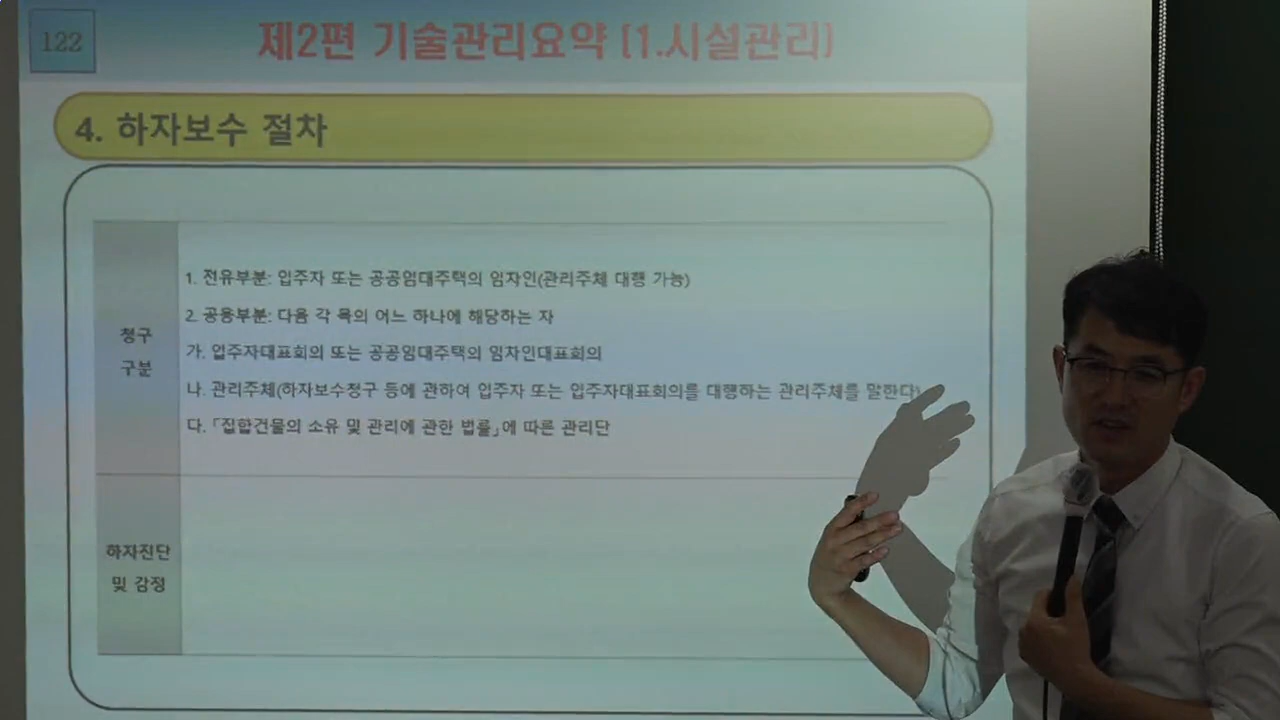 122
제2편 기술관리요약 [1.시설관리]
4. 하자보수 절차
청구
구분
1. 전유부분: 입주자 또는 공공임대주택의 임차인(관리주체 대행 가능)
2. 공용부분: 다음 각 목의 어느 하나에 해당하는 자
가. 입주자대표회의 또는 공공임대주택의 임차인대표회의
나. 관리주체(하자보수청구 등에 관하여 입주자 또는 입주자대표회의를 대행하는 관리주체를 말한다)
다. 「집합건물의 소유 및 관리에 관한 법률」에 따른 관리단
하자진단
및 감정